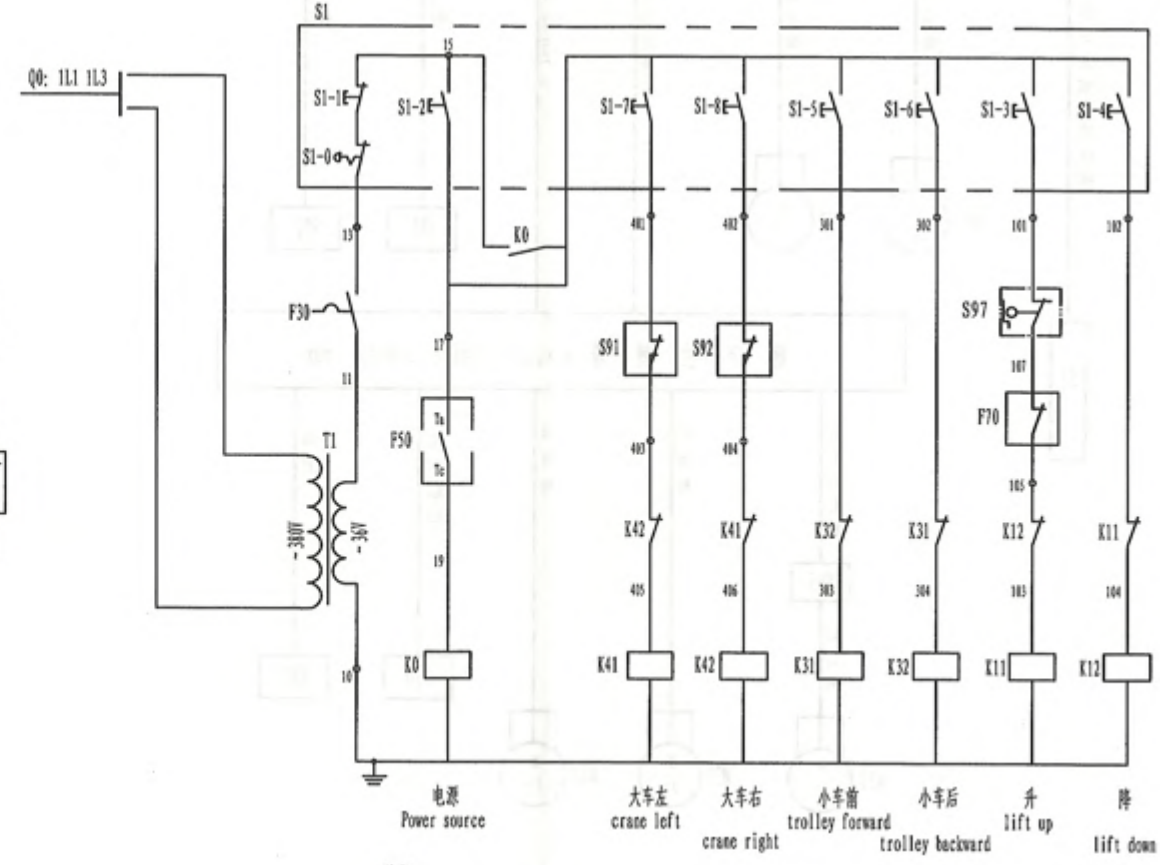 S1
15
Q0: 1L1 1L3
S1-1
S1-2
S1-7
S1-8
S1-5
S1-6
S1-3
S1-4
S1-0
13
K0
401
402
301
302
101
102
F30
S97
17
S91
S92
107
11
F70
T1
F50
Ta
Tc
403
404
105
~380V
~36V
K42
K41
K32
K31
K12
K11
19
405
406
303
304
103
104
10
K0
K41
K42
K31
K32
K11
K12
电源
大车左
大车右
小车前
小车后
升
降
Power source
crane left
crane right
trolley forward
trolley backward
lift up
lift down